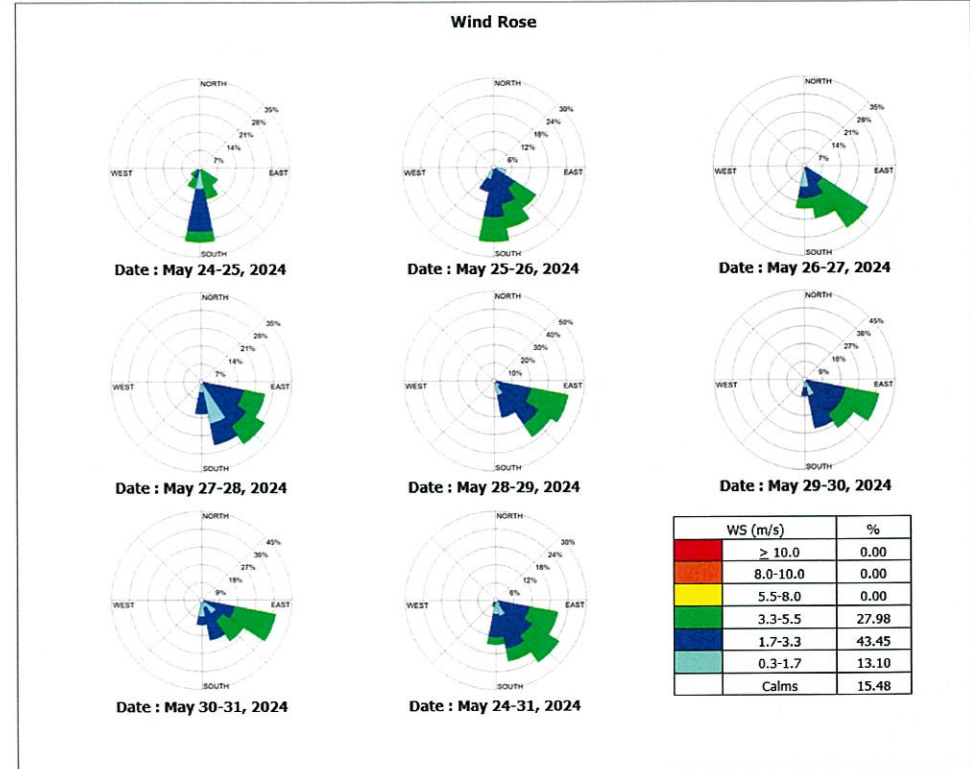 Wind Rose
NORTH
35%
28%
21%
14%
7%
WEST
EAST
SOUTH
Date : May 24-25, 2024
NORTH
30%
24%
18%
12%
6%
WEST
EAST
SOUTH
Date : May 25-26, 2024
NORTH
35%
28%
21%
14%
7%
WEST
EAST
SOUTH
Date : May 26-27, 2024
NORTH
35%
28%
21%
14%
7%
WEST
EAST
SOUTH
Date : May 27-28, 2024
NORTH
50%
40%
30%
20%
10%
WEST
EAST
SOUTH
Date : May 28-29, 2024
NORTH
45%
36%
27%
18%
9%
WEST
EAST
SOUTH
Date : May 29-30, 2024
NORTH
45%
36%
27%
18%
9%
WEST
EAST
SOUTH
Date : May 30-31, 2024
NORTH
30%
24%
18%
12%
6%
WEST
EAST
SOUTH
Date : May 24-31, 2024
WS (m/s) %
≥ 10.0 0.00
8.0-10.0 0.00
5.5-8.0 0.00
3.3-5.5 27.98
1.7-3.3 43.45
0.3-1.7 13.10
Calms 15.48